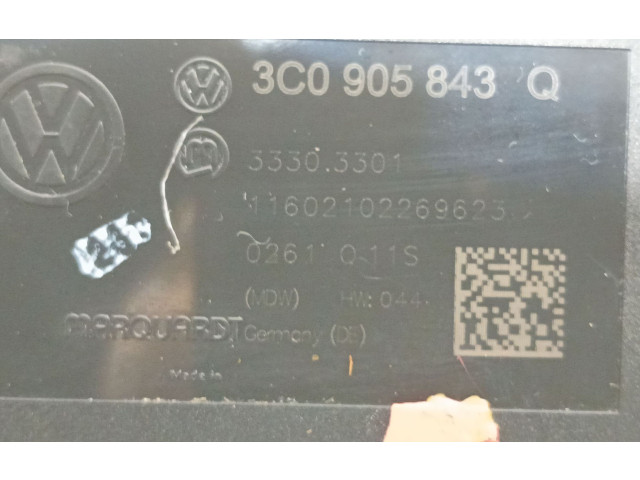 3C0 905 843 Q
3330.3301
11602102269623
0261 Q-11S
(MDW) HW: 044
MARQUARDT Germany (DE)
Made in